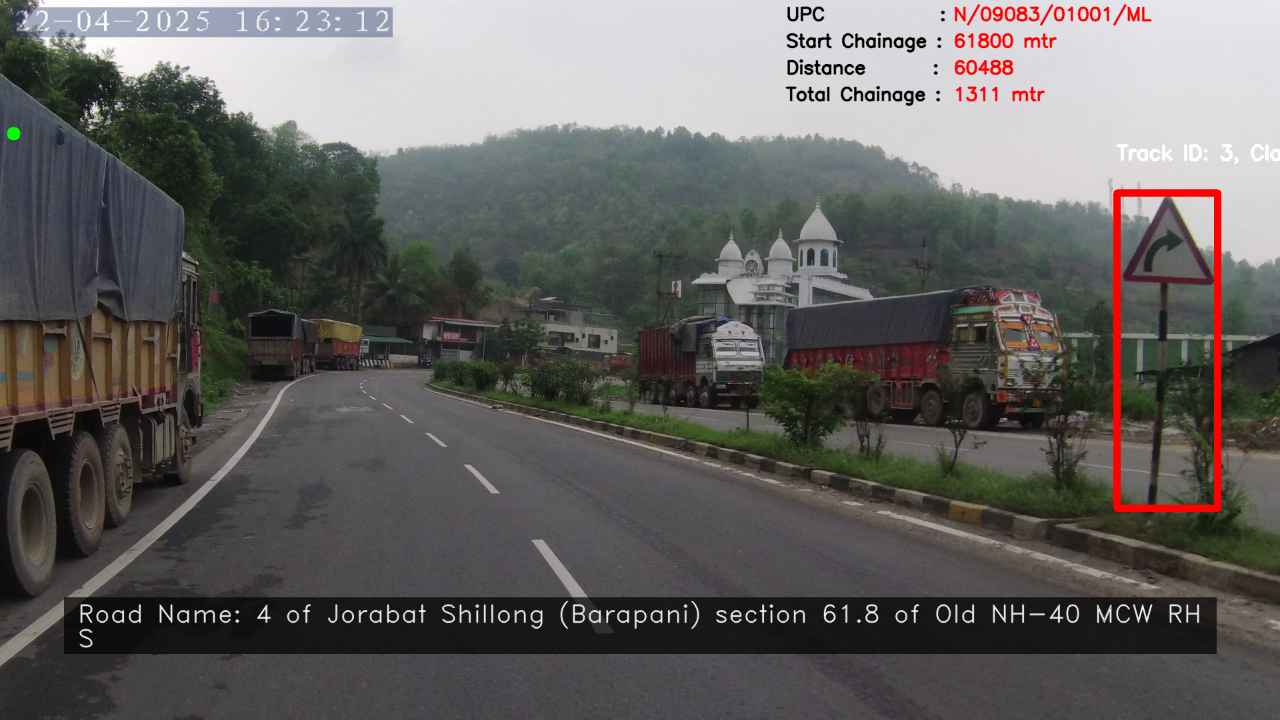 22-04-2025 16:23:12
UPC : N/09083/01001/ML
Start Chainage : 61800 mtr
Distance : 60488
Total Chainage : 1311 mtr
Track ID: 3, Cla
Road Name: 4 of Jorabat Shillong (Barapani) section 61.8 of Old NH-40 MCW RH
S